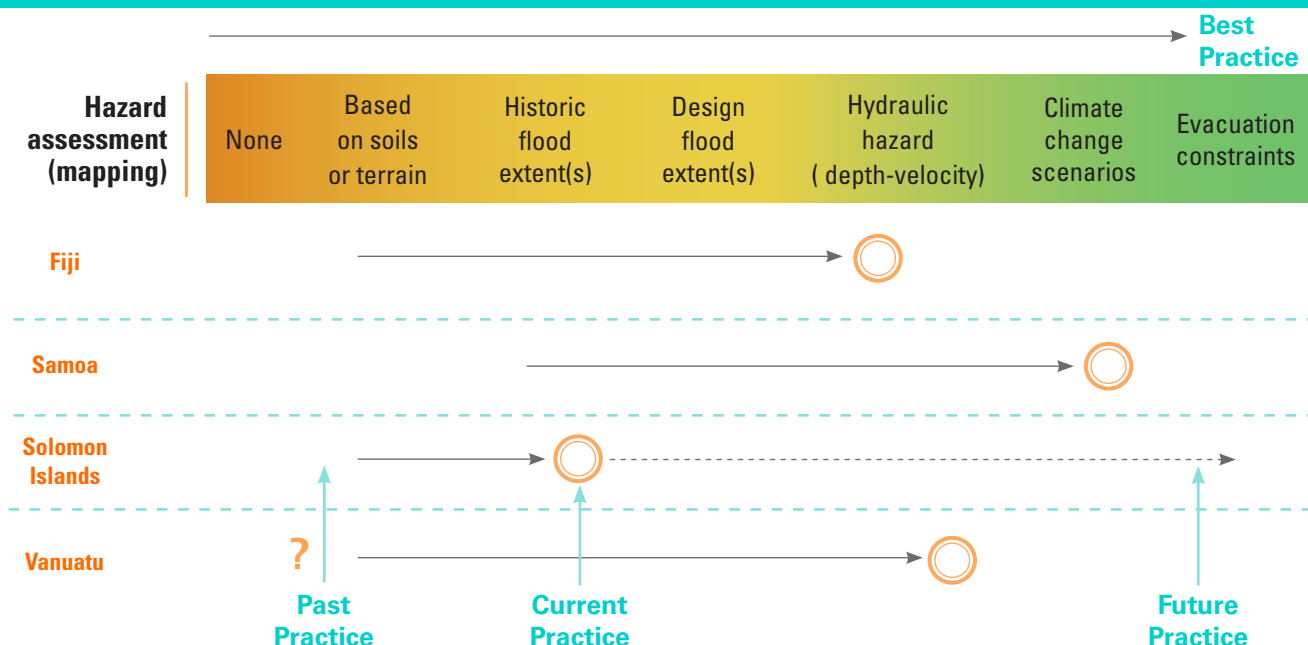 Best
Practice
Hazard
assessment
(mapping)
None
Based
on soils
or terrain
Historic
flood
extent(s)
Design
flood
extent(s)
Hydraulic
hazard
( depth-velocity)
Climate
change
scenarios
Evacuation
constraints
Fiji
Samoa
Solomon
Islands
Vanuatu
?
Past
Practice
Current
Practice
Future
Practice